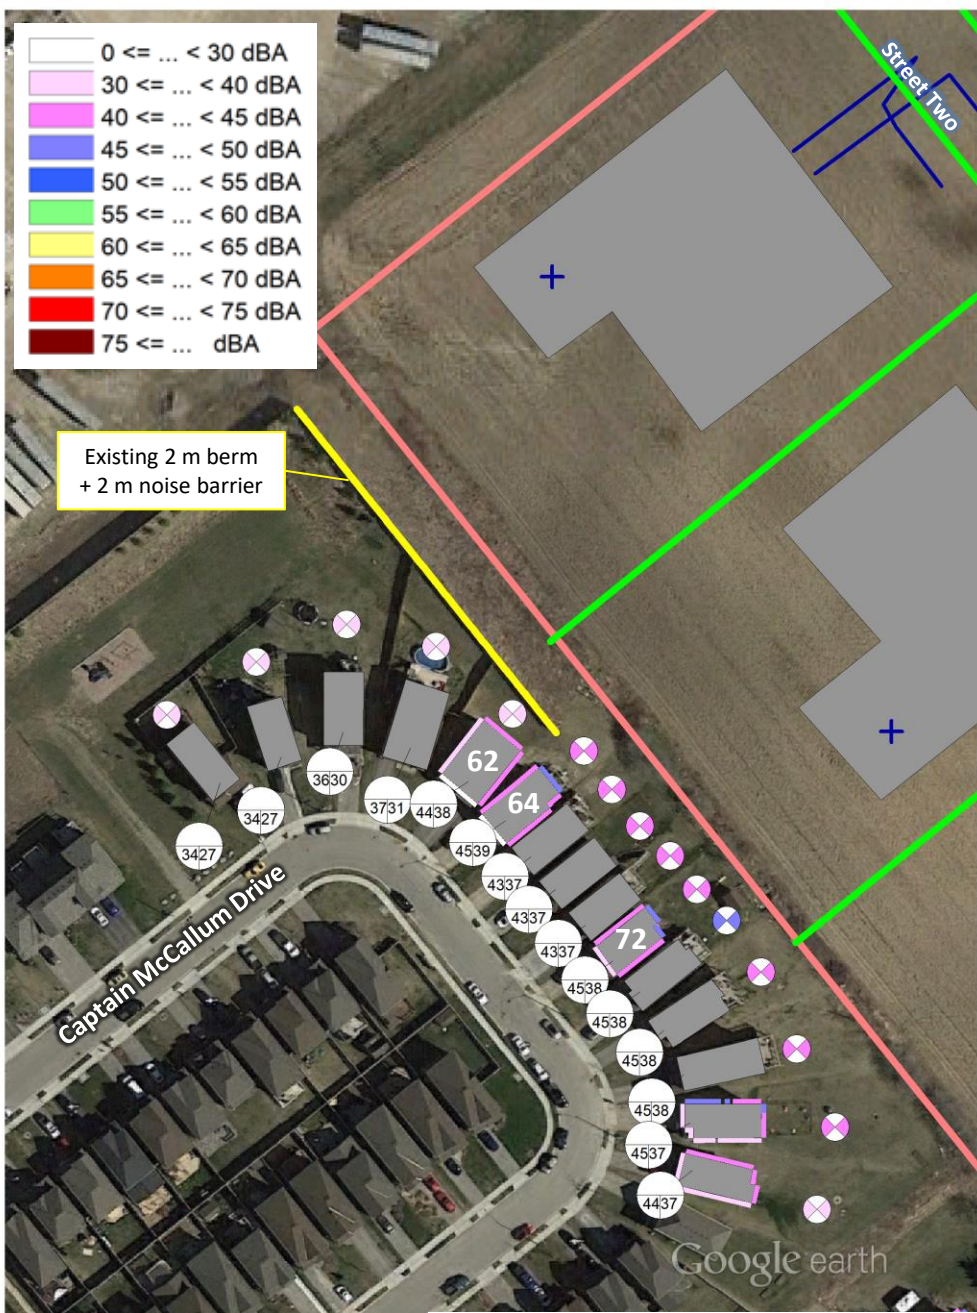 0 <= ... < 30 dBA
30 <= ... < 40 dBA
40 <= ... < 45 dBA
45 <= ... < 50 dBA
50 <= ... < 55 dBA
55 <= ... < 60 dBA
60 <= ... < 65 dBA
65 <= ... < 70 dBA
70 <= ... < 75 dBA
75 <= ... dBA
Street Two
Existing 2 m berm
+ 2 m noise barrier
62
64
72
3427
3427
3630
3731
4438
4539
4337
4337
4337
4538
4538
4538
4538
4537
4437
Captain McCallum Drive
Google earth